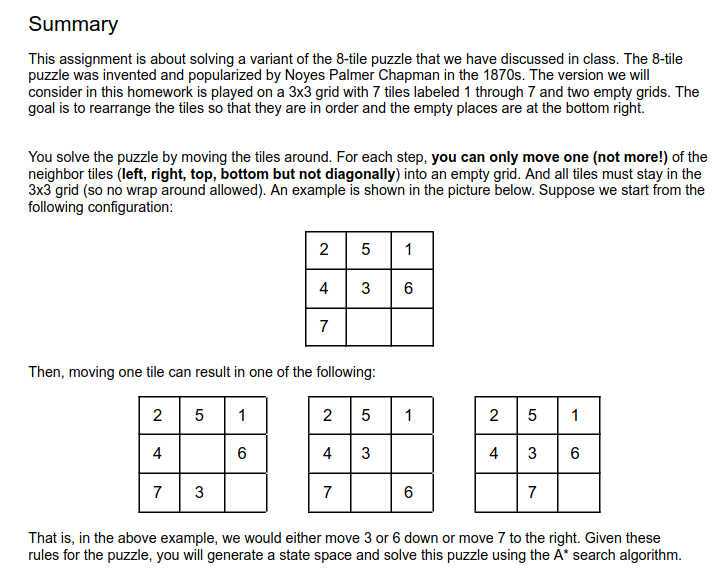 Summary
This assignment is about solving a variant of the 8-tile puzzle that we have discussed in class. The 8-tile
puzzle was invented and popularized by Noyes Palmer Chapman in the 1870s. The version we will
consider in this homework is played on a 3x3 grid with 7 tiles labeled 1 through 7 and two empty grids. The
goal is to rearrange the tiles so that they are in order and the empty places are at the bottom right.
You solve the puzzle by moving the tiles around. For each step, you can only move one (not more!) of the
neighbor tiles (left, right, top, bottom but not diagonally) into an empty grid. And all tiles must stay in the
3x3 grid (so no wrap around allowed). An example is shown in the picture below. Suppose we start from the
following configuration:
2 5 1
4 3 6
7
Then, moving one tile can result in one of the following:
2 5 1 2 5 1 2 5 1
4 6 4 3 4 3 6
7 3 7 6 7
That is, in the above example, we would either move 3 or 6 down or move 7 to the right. Given these
rules for the puzzle, you will generate a state space and solve this puzzle using the A* search algorithm.